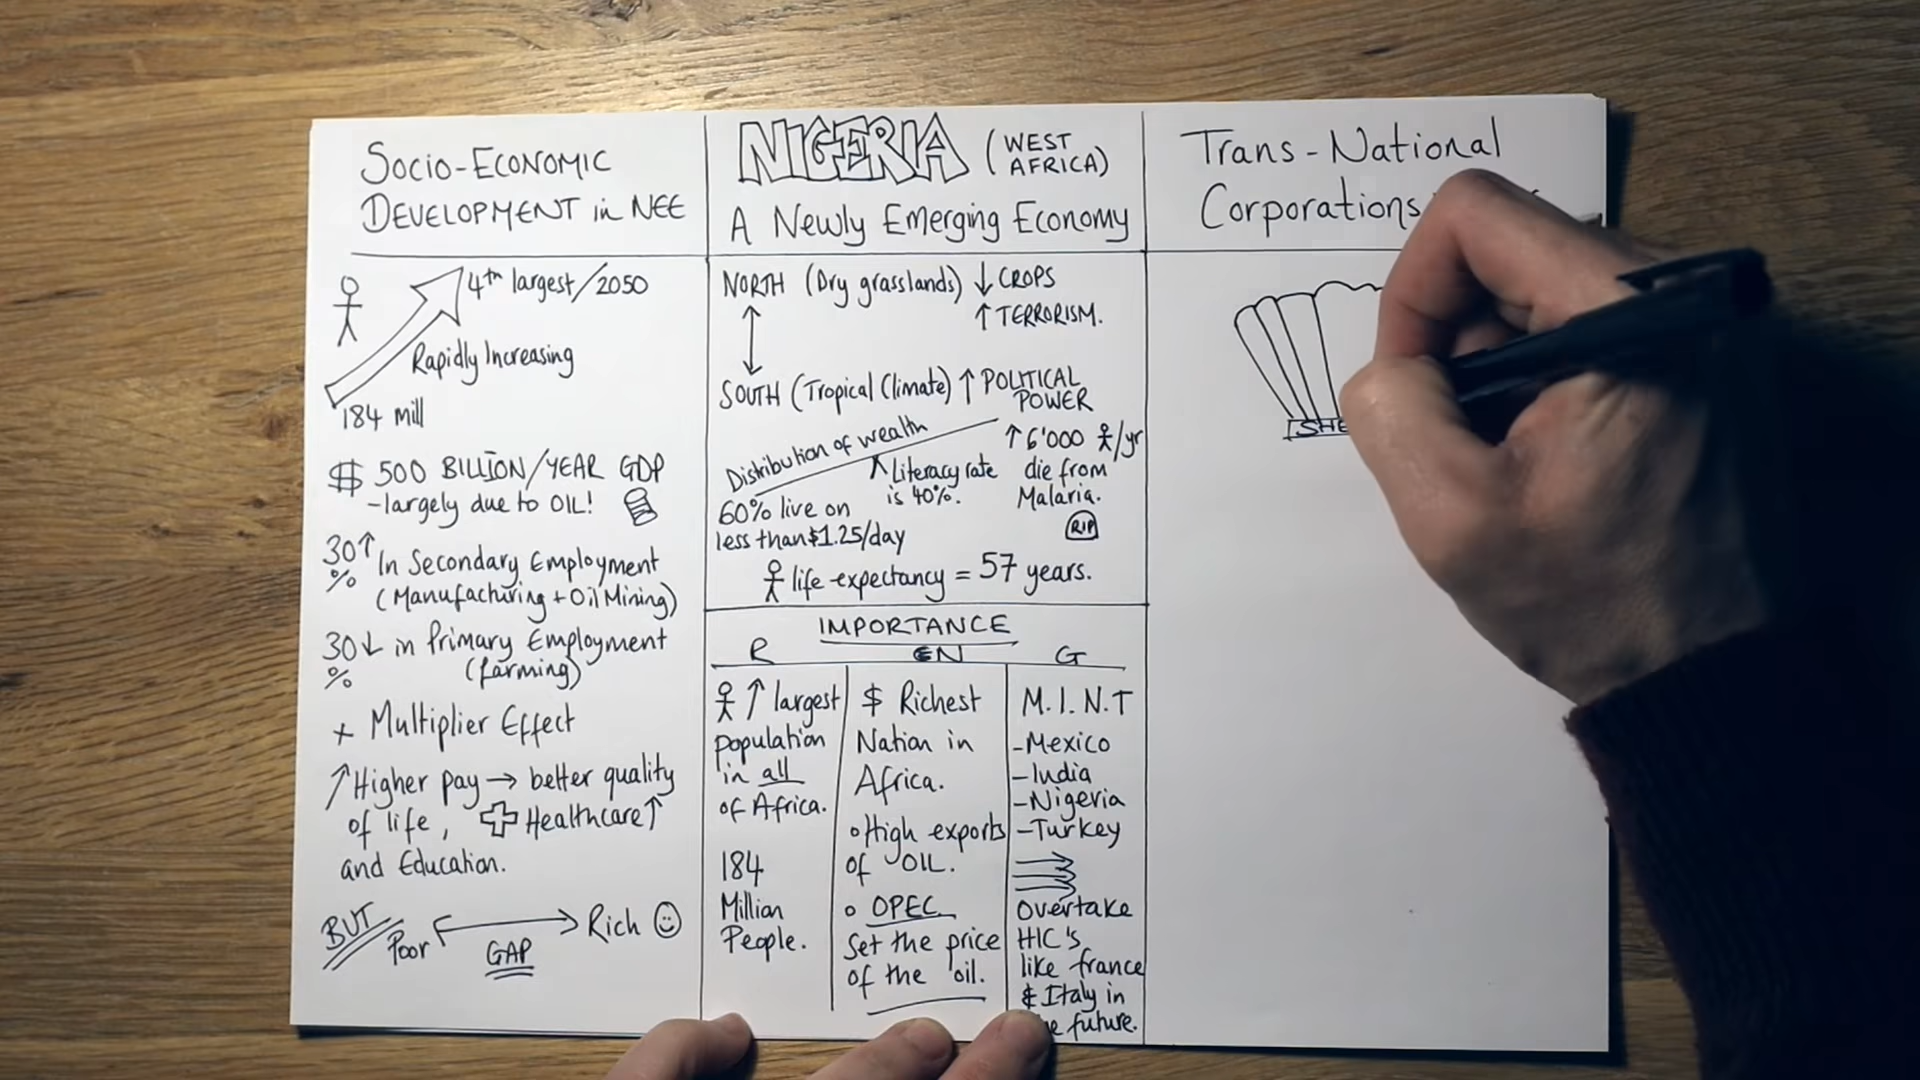 SOCIO-ECONOMIC
DEVELOPMENT in NEE
4th largest/2050
Rapidly Increasing
184 mill
$ 500 BILLION/YEAR GDP
-largely due to OIL!
30%↑ In Secondary Employment
(Manufacturing + Oil Mining)
30%↓ in Primary Employment
(farming)
+ Multiplier Effect
↑Higher pay → better quality
of life, Healthcare↑
and Education.
BUT Poor Rich
GAP
NIGERIA (WEST
AFRICA)
A Newly Emerging Economy
NORTH (Dry grasslands) ↓ CROPS
↑ TERRORISM.
SOUTH (Tropical Climate) ↑ POLITICAL
POWER
Distribution of wealth
↑ 6'000 /yr
die from
Malaria.
RIP
Literacy rate
is 40%.
60% live on
less than $1.25/day
life expectancy = 57 years.
IMPORTANCE
R EN G
↑ largest
population
in all
of Africa.
184
Million
People.
$ Richest
Nation in
Africa.
High exports
of OIL.
OPEC
Set the price
of the oil.
M.I.N.T
-Mexico
-India
-Nigeria
-Turkey
Overtake
HIC's
like france
& Italy in
future.
Trans-National
Corporations
SHE